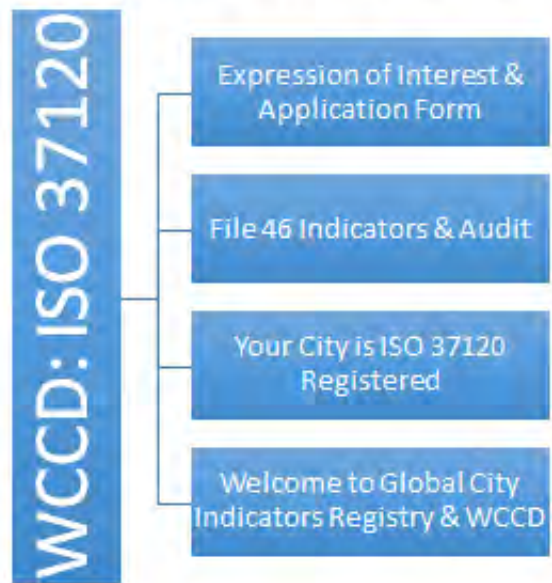 WCCD: ISO 37120
Expression of Interest &
Application Form
File 46 Indicators & Audit
Your City is ISO 37120
Registered
Welcome to Global City
Indicators Registry & WCCD